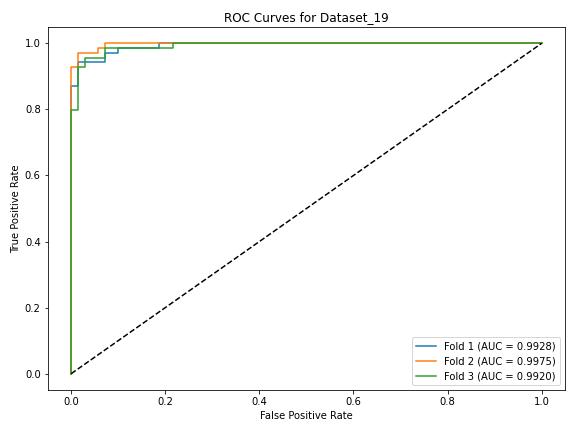 ROC Curves for Dataset_19
True Positive Rate
1.0
0.8
0.6
0.4
0.2
0.0
Fold 1 (AUC = 0.9928)
Fold 2 (AUC = 0.9975)
Fold 3 (AUC = 0.9920)
0.0 0.2 0.4 0.6 0.8 1.0
False Positive Rate